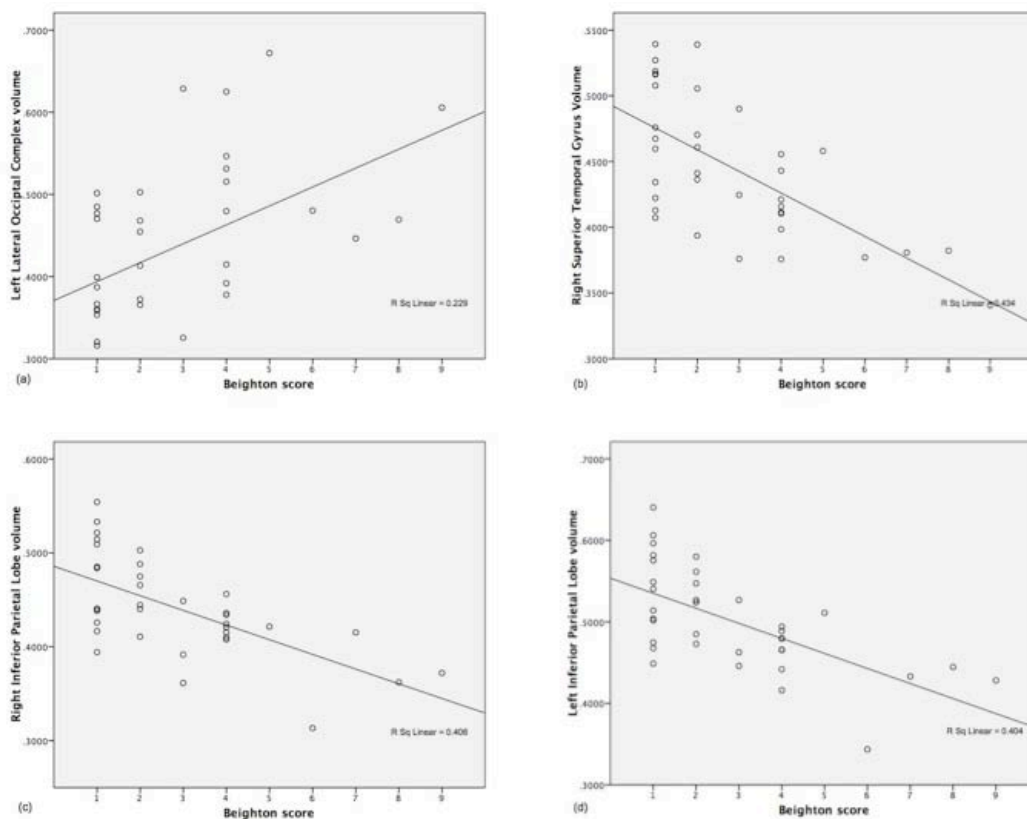 .7000
.6000
.5000
.4000
.3000
Left Lateral Occiptal Complex volume
R Sq Linear = 0.229
1 2 3 4 5 6 7 8 9
Beighton score
(a)
.5500
.5000
.4500
.4000
.3500
.3000
Right Superior Temporal Gyrus Volume
R Sq Linear = 0.434
1 2 3 4 5 6 7 8 9
Beighton score
(b)
.6000
.5000
.4000
.3000
Right Inferior Parietal Lobe volume
R Sq Linear = 0.406
1 2 3 4 5 6 7 8 9
Beighton score
(c)
.7000
.6000
.5000
.4000
.3000
Left Inferior Parietal Lobe volume
R Sq Linear = 0.404
1 2 3 4 5 6 7 8 9
Beighton score
(d)